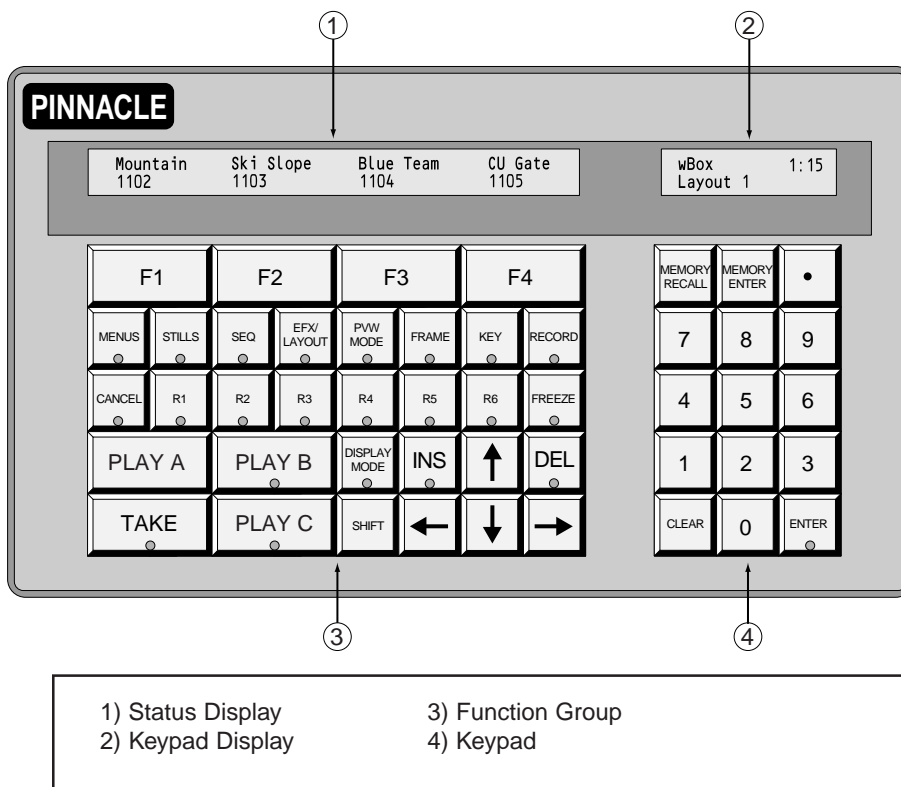 1 2
PINNACLE
Mountain Ski Slope Blue Team CU Gate wBox 1:15
1102 1103 1104 1105 Layout 1
F1 F2 F3 F4 MEMORY RECALL MEMORY ENTER •
MENUS STILLS SEQ EFX/ LAYOUT PVW MODE FRAME KEY RECORD 7 8 9
CANCEL R1 R2 R3 R4 R5 R6 FREEZE 4 5 6
PLAY A PLAY B DISPLAY MODE INS ↑ DEL 1 2 3
TAKE PLAY C SHIFT ← ↓ → CLEAR 0 ENTER
3 4
1) Status Display 3) Function Group
2) Keypad Display 4) Keypad